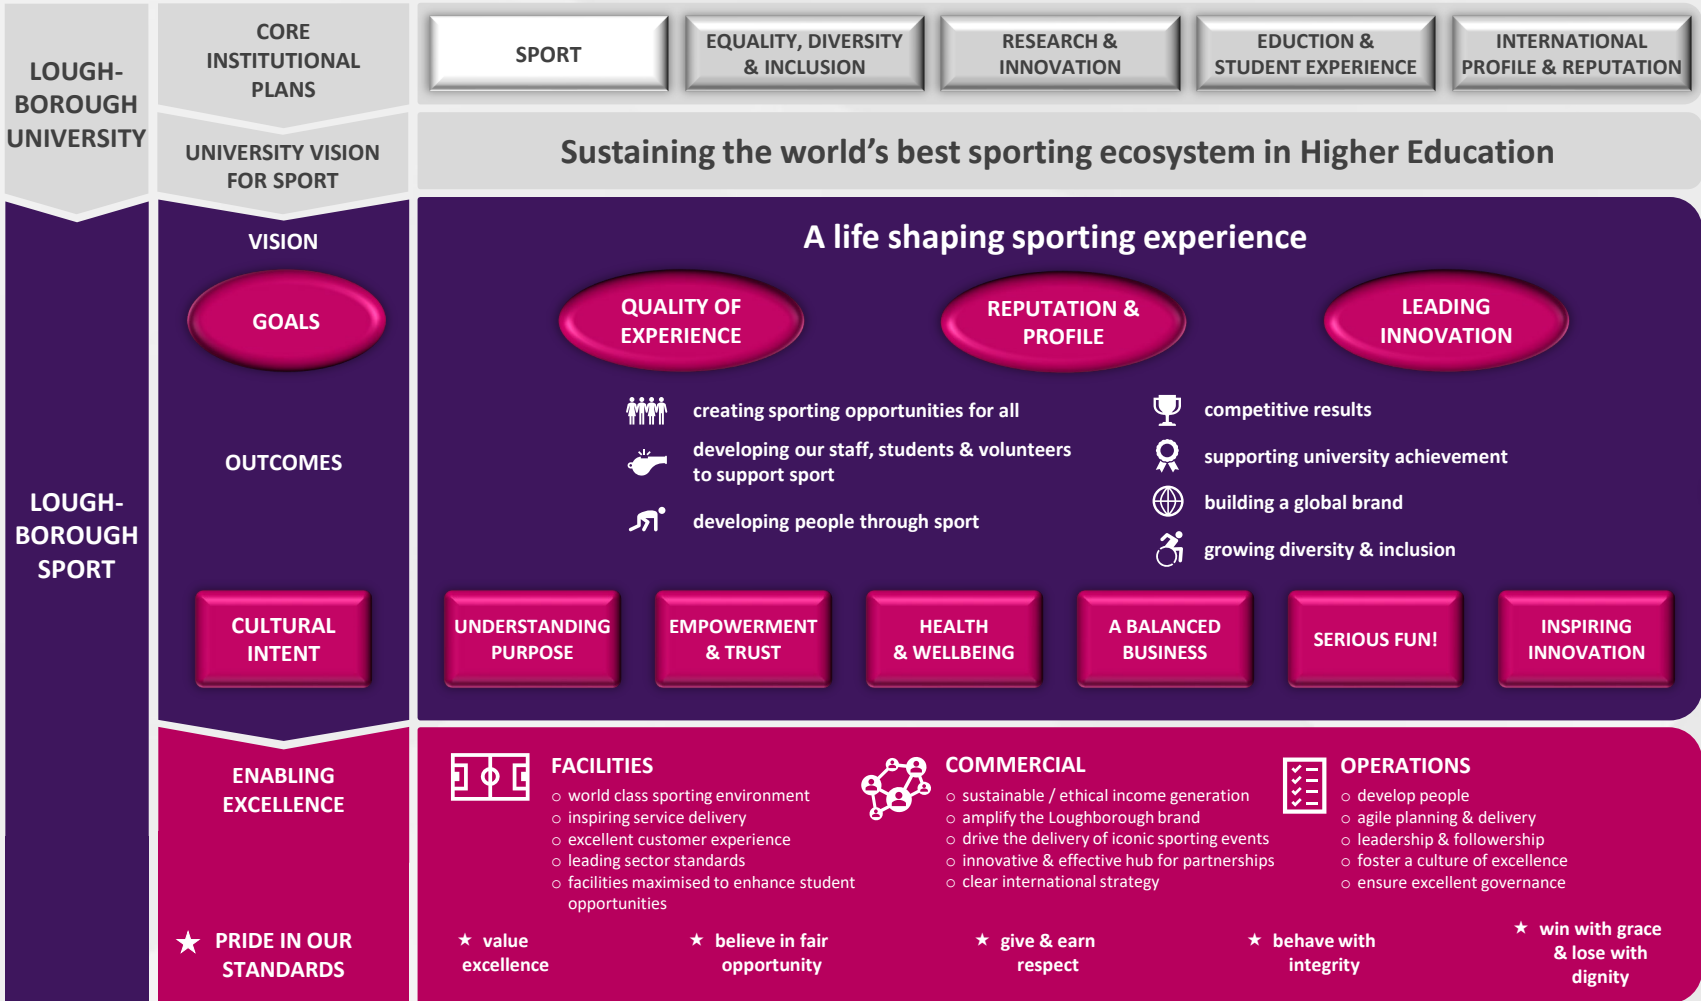 LOUGH-
BOROUGH
UNIVERSITY
CORE
INSTITUTIONAL
PLANS
SPORT
EQUALITY, DIVERSITY
& INCLUSION
RESEARCH &
INNOVATION
EDUCTION &
STUDENT EXPERIENCE
INTERNATIONAL
PROFILE & REPUTATION
UNIVERSITY VISION
FOR SPORT
Sustaining the world's best sporting ecosystem in Higher Education
LOUGH-
BOROUGH
SPORT
VISION
A life shaping sporting experience
GOALS
QUALITY OF
EXPERIENCE
REPUTATION &
PROFILE
LEADING
INNOVATION
OUTCOMES
creating sporting opportunities for all
developing our staff, students & volunteers
to support sport
developing people through sport
competitive results
supporting university achievement
building a global brand
growing diversity & inclusion
CULTURAL
INTENT
UNDERSTANDING
PURPOSE
EMPOWERMENT
& TRUST
HEALTH
& WELLBEING
A BALANCED
BUSINESS
SERIOUS FUN!
INSPIRING
INNOVATION
ENABLING
EXCELLENCE
FACILITIES
○ world class sporting environment
○ inspiring service delivery
○ excellent customer experience
○ leading sector standards
○ facilities maximised to enhance student
opportunities
COMMERCIAL
○ sustainable / ethical income generation
○ amplify the Loughborough brand
○ drive the delivery of iconic sporting events
○ innovative & effective hub for partnerships
○ clear international strategy
OPERATIONS
○ develop people
○ agile planning & delivery
○ leadership & followership
○ foster a culture of excellence
○ ensure excellent governance
★ PRIDE IN OUR
STANDARDS
★ value
excellence
★ believe in fair
opportunity
★ give & earn
respect
★ behave with
integrity
★ win with grace
& lose with
dignity